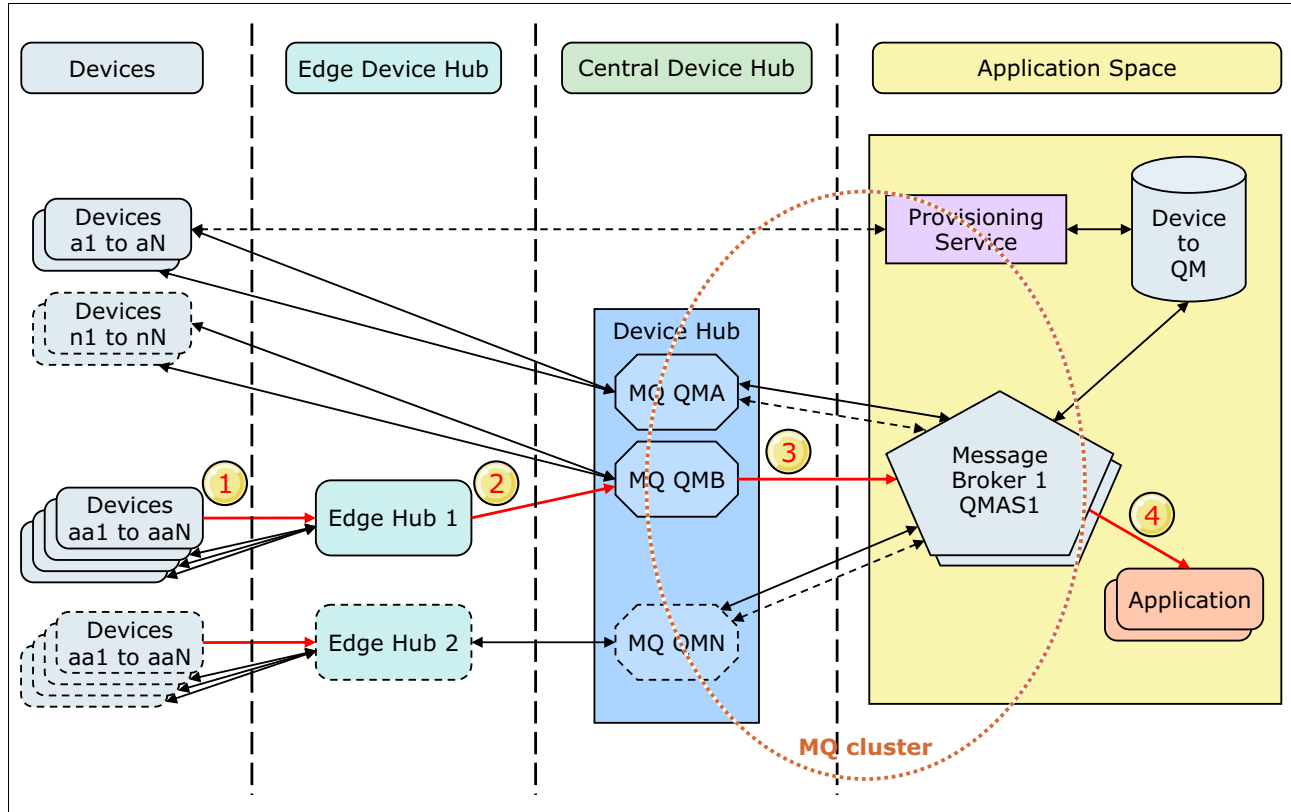 Devices
Edge Device Hub
Central Device Hub
Application Space
Devices
a1 to aN
Provisioning
Service
Device
to
QM
Devices
n1 to nN
Device Hub
MQ QMA
MQ QMB
3
Message
Broker 1
QMAS1
1
2
Devices
aa1 to aaN
Edge Hub 1
4
Application
Devices
aa1 to aaN
Edge Hub 2
MQ QMN
MQ cluster